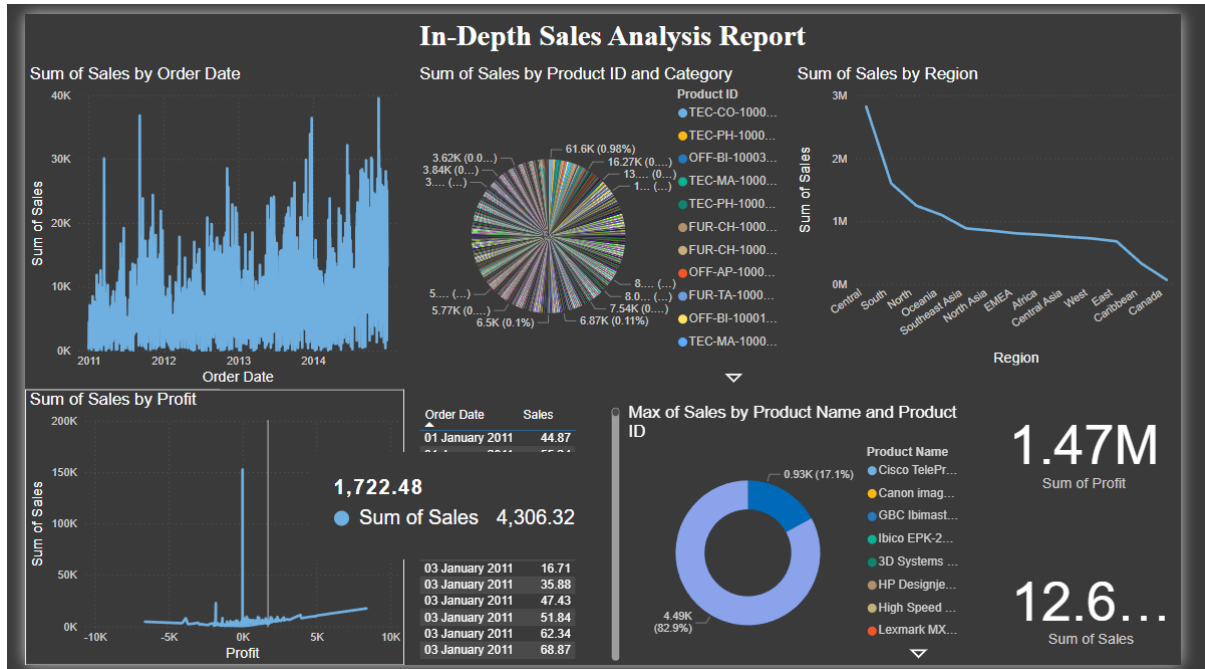 In-Depth Sales Analysis Report
Sum of Sales by Order Date
40K
30K
20K
10K
0K
Sum of Sales
2011
2012
2013
2014
Order Date
Sum of Sales by Product ID and Category
3.62K (0.0...)
3.84K (0....)
3.... (...)
5.... (...)
5.77K (0....)
6.5K (0.1%)
61.6K (0.98%)
16.27K (0....)
13.... (0...)
1... (...)
8.... (...)
8.0... (...)
7.54K (0....)
6.87K (0.11%)
Product ID
TEC-CO-1000...
TEC-PH-1000...
OFF-BI-10003...
TEC-MA-1000...
TEC-PH-1000...
FUR-CH-1000...
FUR-CH-1000...
OFF-AP-1000...
FUR-TA-1000...
OFF-BI-10001...
TEC-MA-1000...
Sum of Sales by Region
3M
2M
1M
0M
Sum of Sales
Central
South
North
Oceania
Southeast Asia
North Asia
EMEA
Africa
Central Asia
West
East
Caribbean
Canada
Region
Sum of Sales by Profit
200K
150K
100K
50K
0K
Sum of Sales
-10K
-5K
0K
5K
10K
Profit
1,722.48
Sum of Sales 4,306.32
Order Date Sales
01 January 2011 44.87
03 January 2011 16.71
03 January 2011 35.88
03 January 2011 47.43
03 January 2011 51.84
03 January 2011 62.34
03 January 2011 68.87
Max of Sales by Product Name and Product
ID
0.93K (17.1%)
4.49K
(82.9%)
Product Name
Cisco TelePr...
Canon imag...
GBC Ibimast...
Ibico EPK-2...
3D Systems ...
HP Designje...
High Speed ...
Lexmark MX...
1.47M
Sum of Profit
12.6...
Sum of Sales